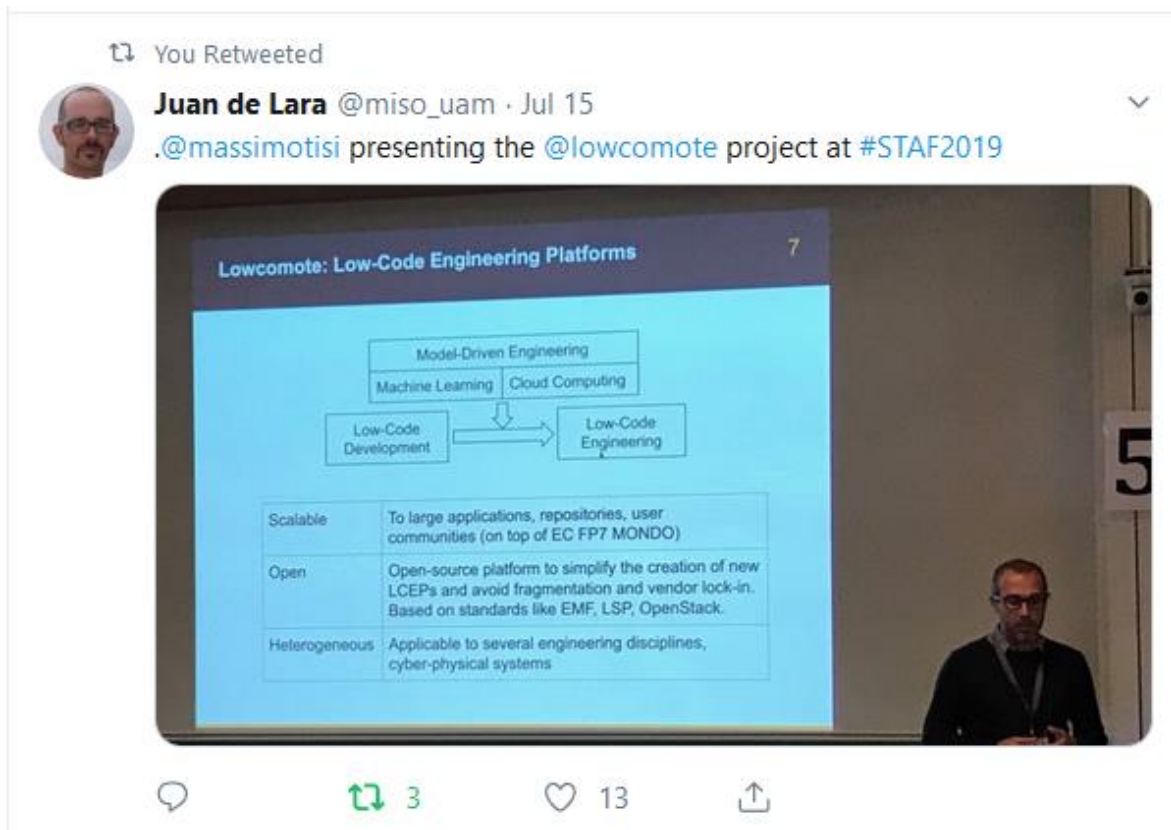 You Retweeted
Juan de Lara @miso_uam · Jul 15
.@massimotisi presenting the @lowcomote project at #STAF2019
Lowcomote: Low-Code Engineering Platforms
7
Model-Driven Engineering
Machine Learning
Cloud Computing
Low-Code
Development
Low-Code
Engineering
Scalable
To large applications, repositories, user
communities (on top of EC FP7 MONDO)
Open
Open-source platform to simplify the creation of new
LCEPs and avoid fragmentation and vendor lock-in.
Based on standards like EMF, LSP, OpenStack.
Heterogeneous
Applicable to several engineering disciplines,
cyber-physical systems
5
3
13